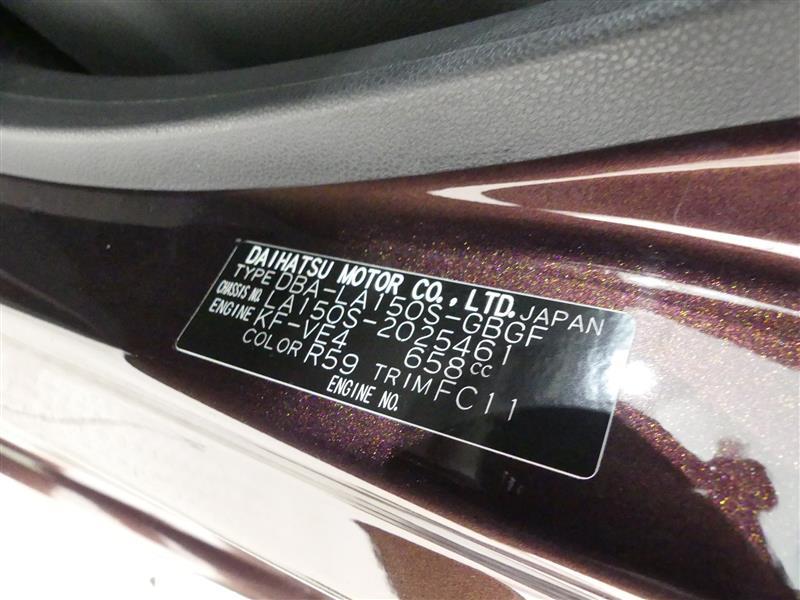 DAIHATSU MOTOR CO., LTD. JAPAN
TYPE DBA-LA150S-GBGF
CHASSIS NO. LA150S-2025461
ENGINE KF-VE4 658cc
COLOR R59 TRIM FC11
ENGINE NO.